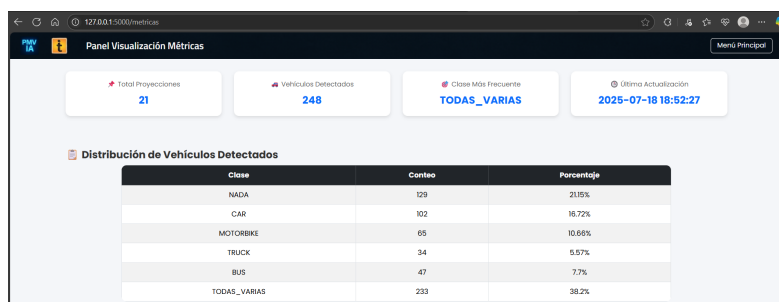 127.0.0.1:5000/metricas
PMV IA
t Panel Visualización Métricas
Menú Principal
Total Proyecciones
21
Vehículos Detectados
248
Clase Más Frecuente
TODAS_VARIAS
Última Actualización
2025-07-18 18:52:27
Distribución de Vehículos Detectados
Clase Conteo Porcentaje
NADA 129 21.15%
CAR 102 16.72%
MOTORBIKE 65 10.66%
TRUCK 34 5.57%
BUS 47 7.7%
TODAS_VARIAS 233 38.2%